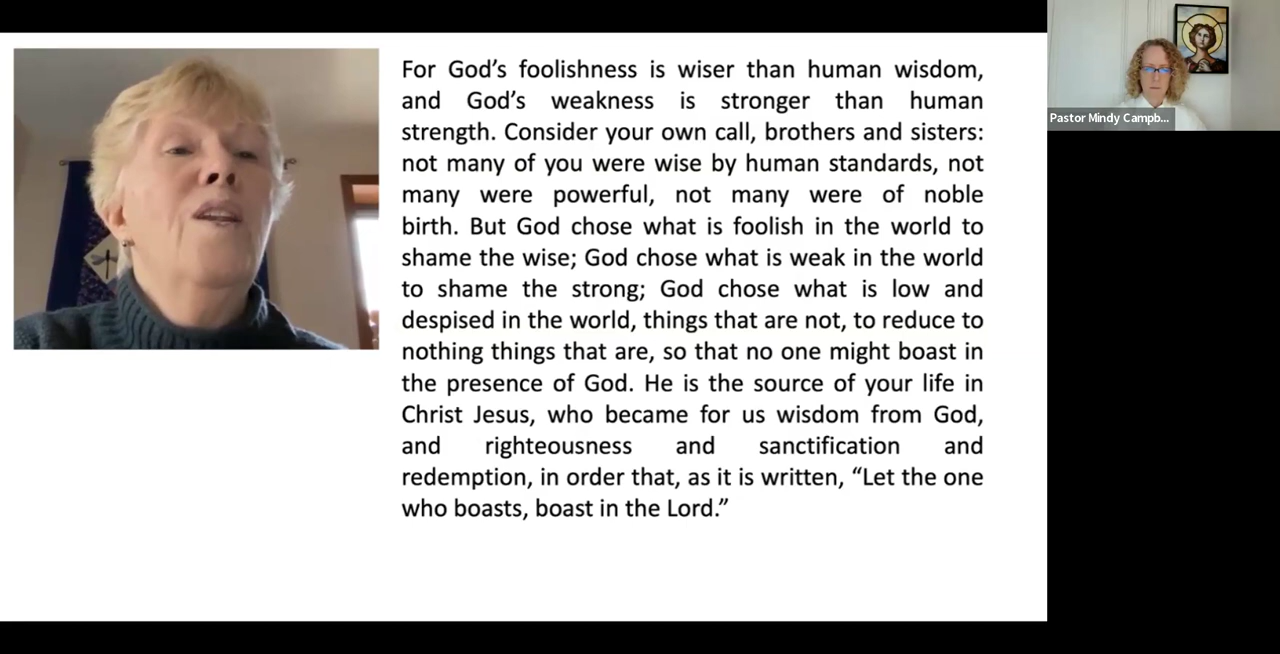 For God’s foolishness is wiser than human wisdom,
and God’s weakness is stronger than human
strength. Consider your own call, brothers and sisters:
not many of you were wise by human standards, not
many were powerful, not many were of noble
birth. But God chose what is foolish in the world to
shame the wise; God chose what is weak in the world
to shame the strong; God chose what is low and
despised in the world, things that are not, to reduce to
nothing things that are, so that no one might boast in
the presence of God. He is the source of your life in
Christ Jesus, who became for us wisdom from God,
and righteousness and sanctification and
redemption, in order that, as it is written, “Let the one
who boasts, boast in the Lord.”
Pastor Mindy Campb...